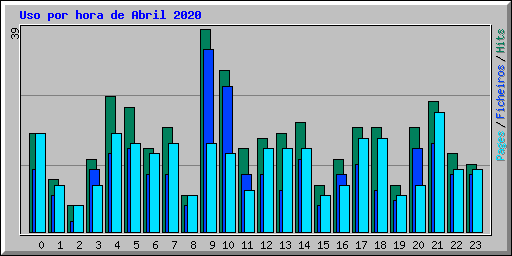 Uso por hora de Abril 2020
39
Pages / Ficheiros / Hits
0 1 2 3 4 5 6 7 8 9 10 11 12 13 14 15 16 17 18 19 20 21 22 23